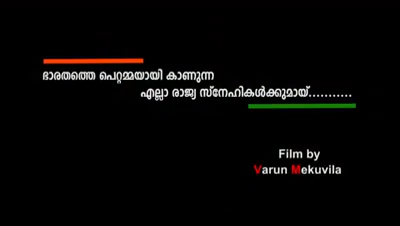 ഭാരതത്തെ പെറ്റമ്മയായി കാണുന്ന
എല്ലാ രാജ്യ സ്നേഹികൾക്കുമായ്...........
Film by
Varun Mekuvila